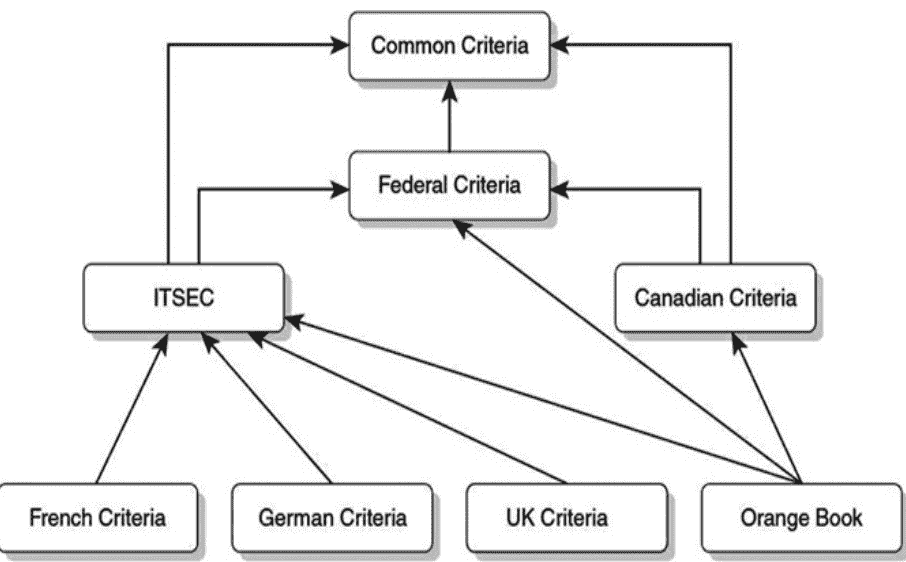 Common Criteria
Federal Criteria
ITSEC
Canadian Criteria
French Criteria
German Criteria
UK Criteria
Orange Book